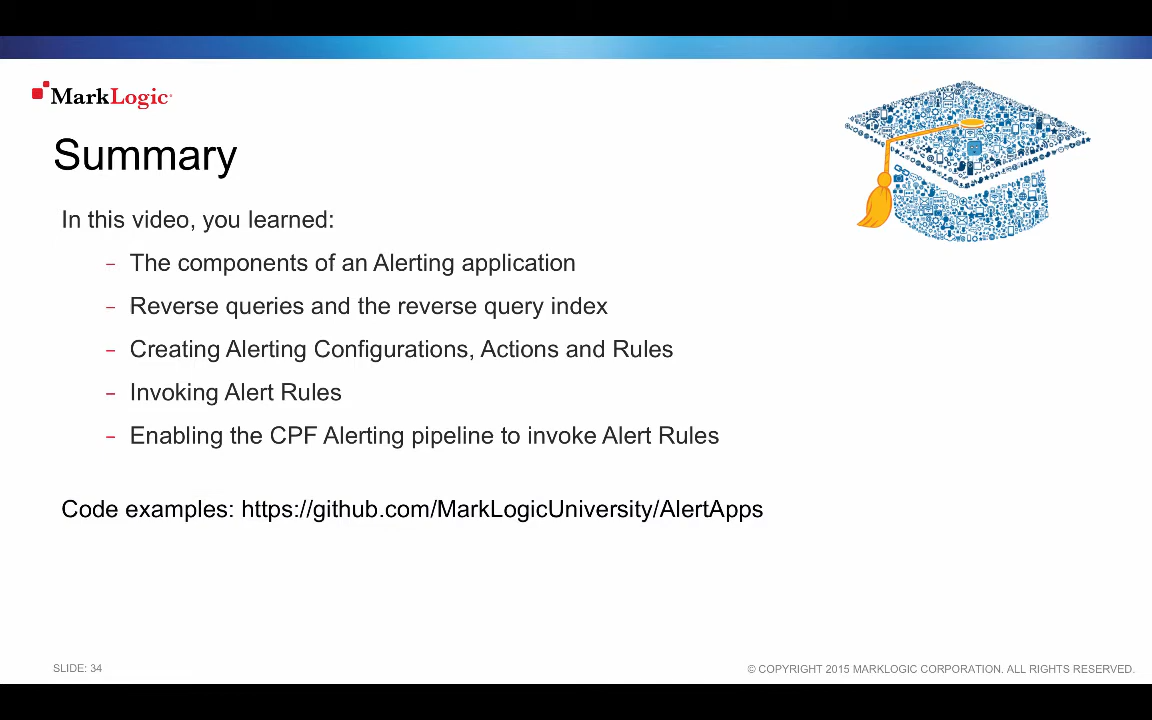 MarkLogic
Summary
In this video, you learned:
– The components of an Alerting application
– Reverse queries and the reverse query index
– Creating Alerting Configurations, Actions and Rules
– Invoking Alert Rules
– Enabling the CPF Alerting pipeline to invoke Alert Rules
Code examples: https://github.com/MarkLogicUniversity/AlertApps
SLIDE: 34
© COPYRIGHT 2015 MARKLOGIC CORPORATION. ALL RIGHTS RESERVED.